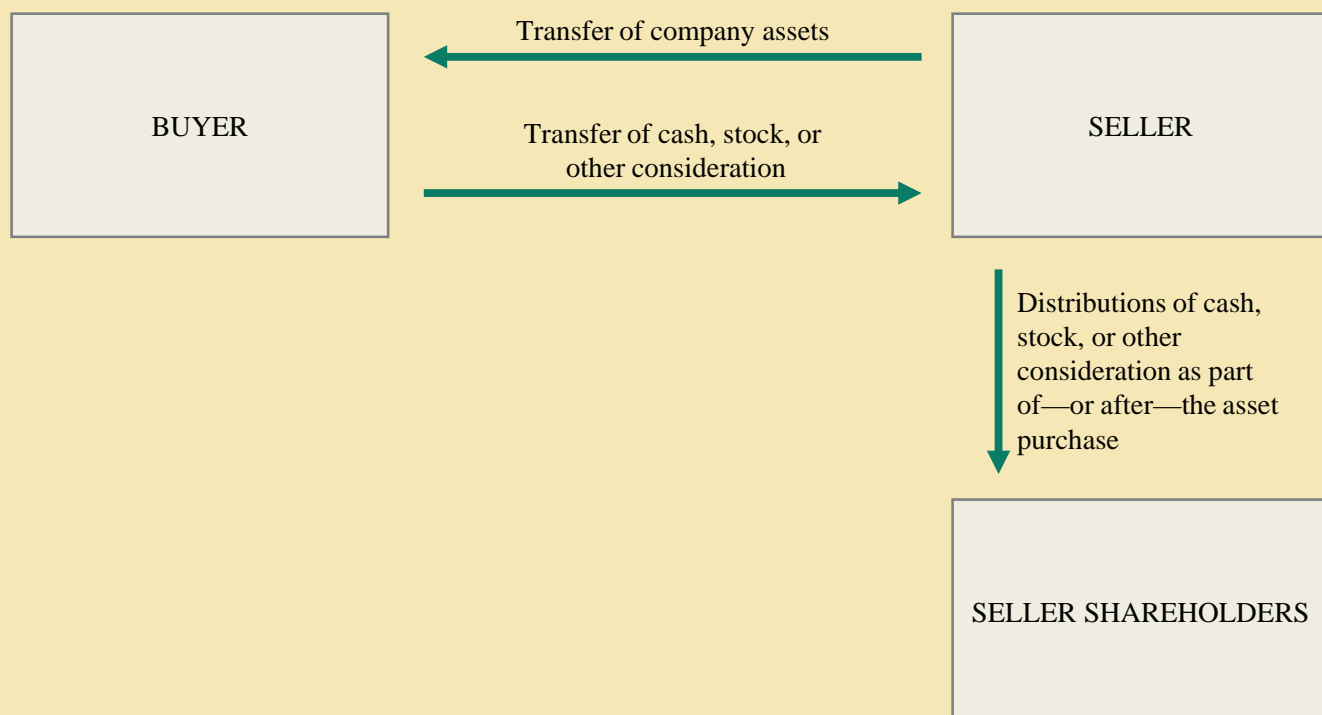 Transfer of company assets
BUYER
SELLER
Transfer of cash, stock, or
other consideration
Distributions of cash,
stock, or other
consideration as part
of—or after—the asset
purchase
SELLER SHAREHOLDERS